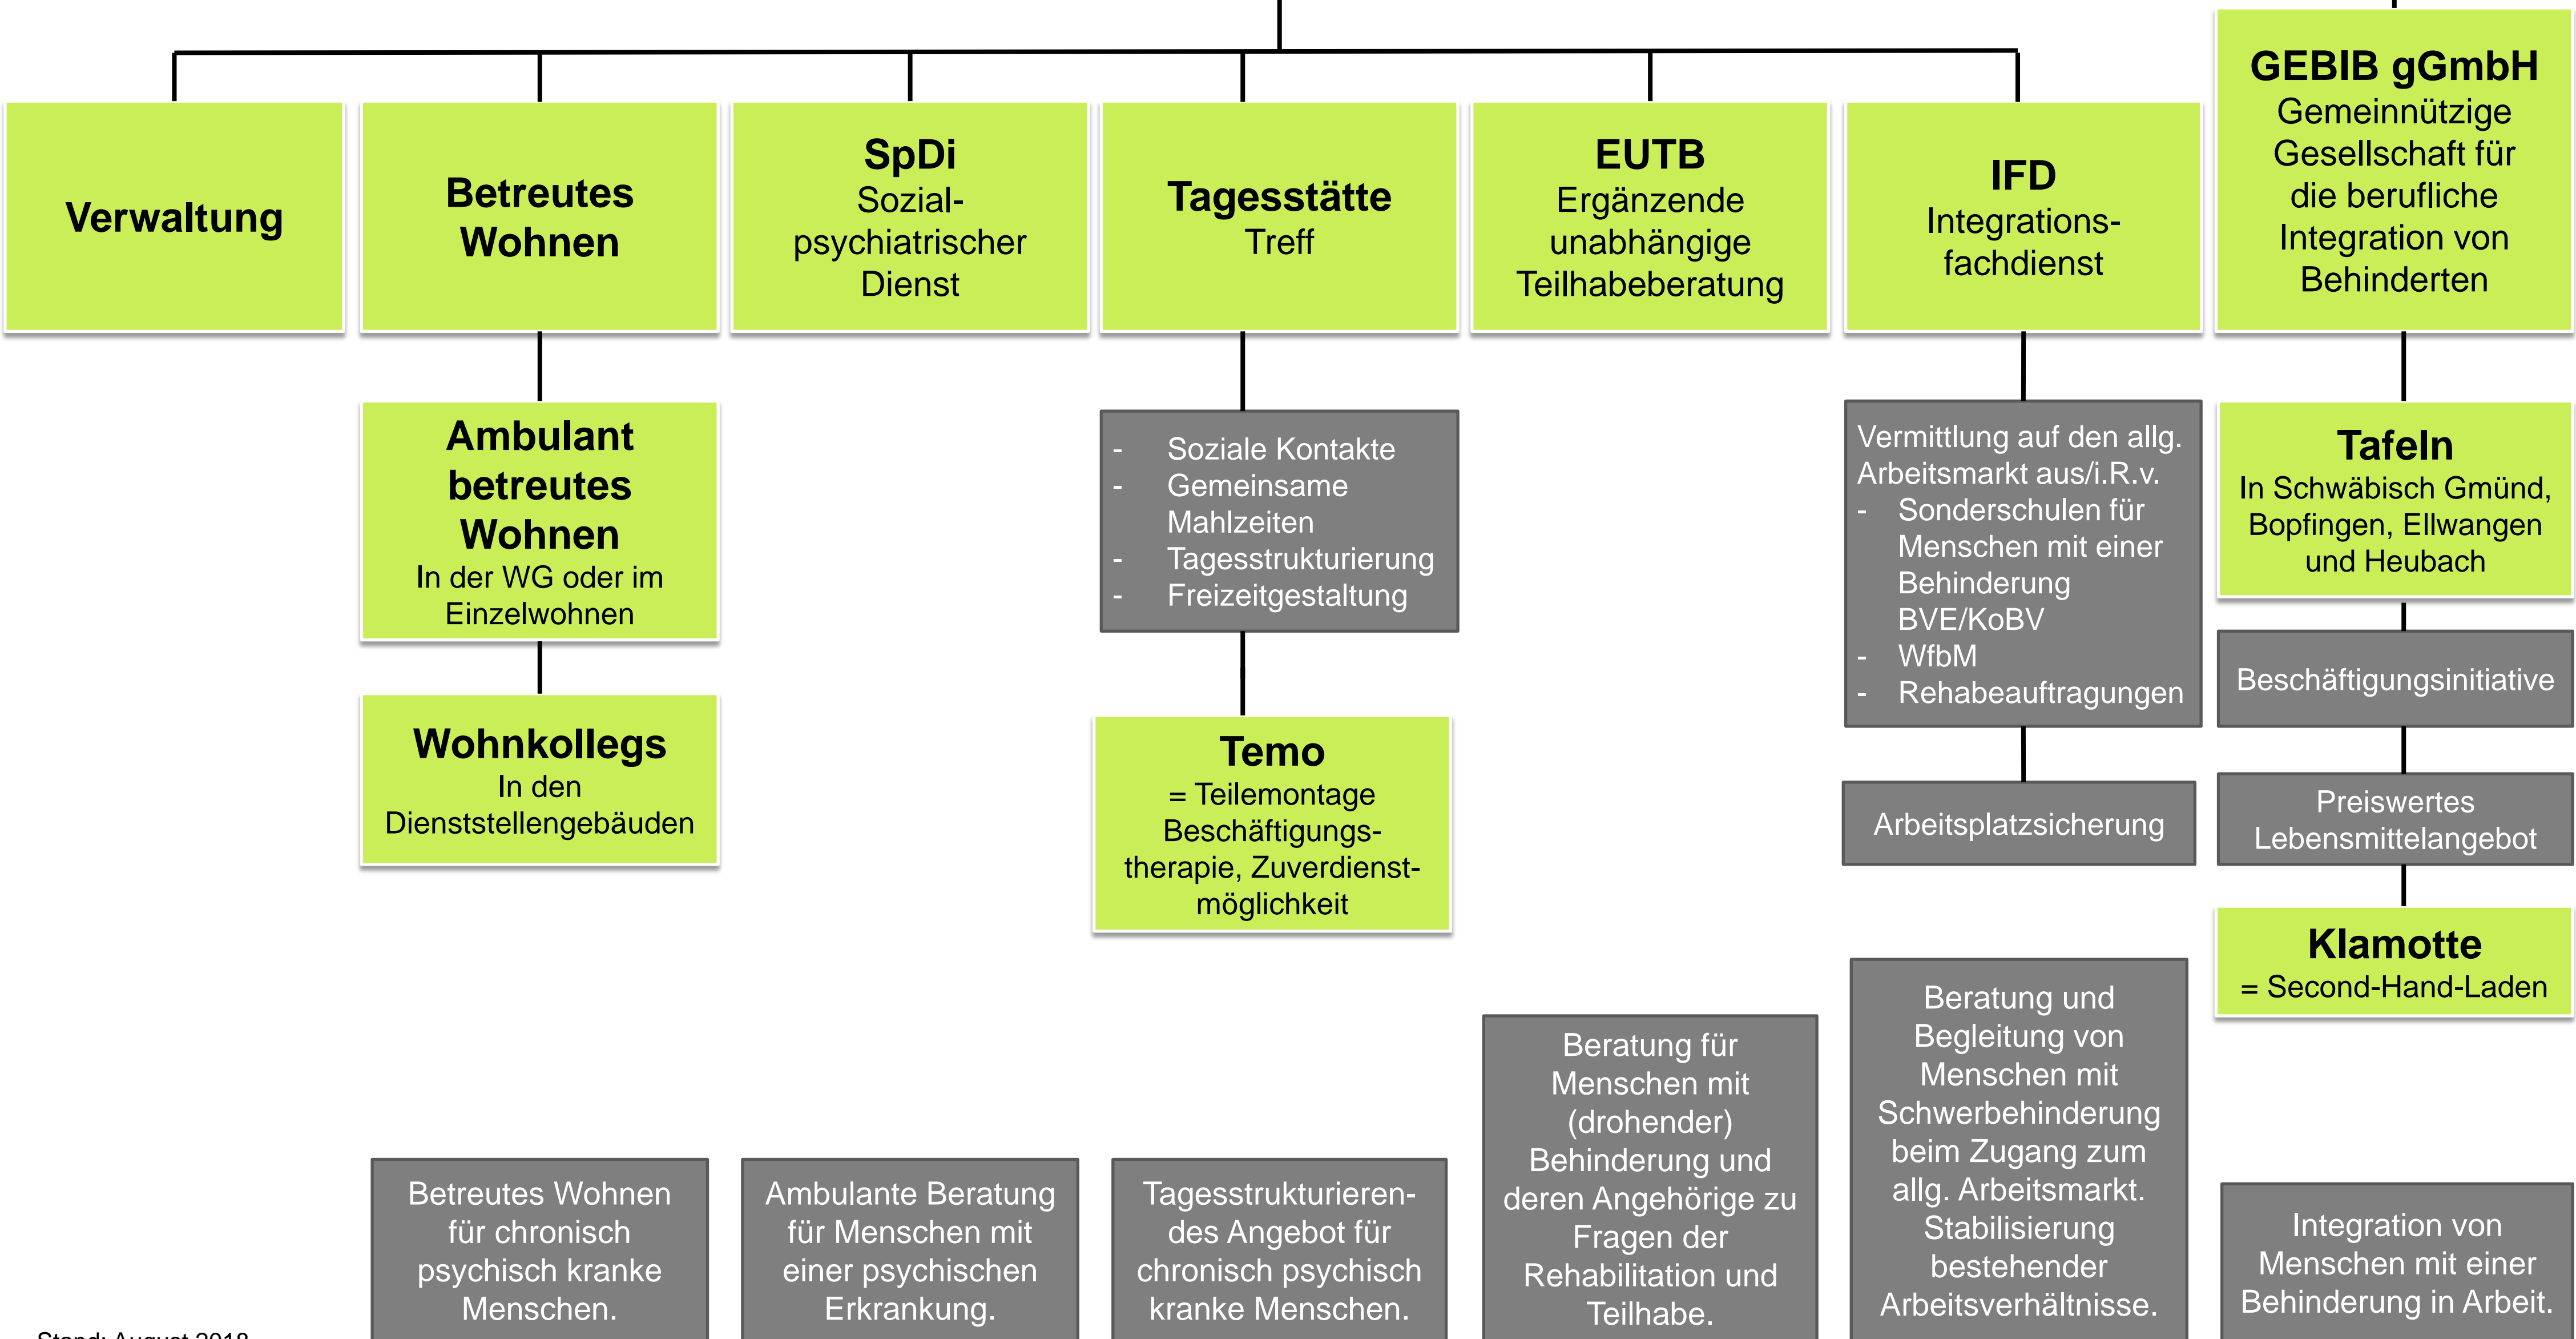 Verwaltung
Betreutes
Wohnen
SpDi
Sozial-
psychiatrischer
Dienst
Tagesstätte
Treff
EUTB
Ergänzende
unabhängige
Teilhabeberatung
IFD
Integrations-
fachdienst
GEBIB gGmbH
Gemeinnützige
Gesellschaft für
die berufliche
Integration von
Behinderten
Ambulant
betreutes
Wohnen
In der WG oder im
Einzelwohnen
Wohnkollegs
In den
Dienststellengebäuden
- Soziale Kontakte
- Gemeinsame
Mahlzeiten
- Tagesstrukturierung
- Freizeitgestaltung
Temo
= Teilemontage
Beschäftigungs-
therapie, Zuverdienst-
möglichkeit
Vermittlung auf den allg.
Arbeitsmarkt aus/i.R.v.
- Sonderschulen für
Menschen mit einer
Behinderung
BVE/KoBV
- WfbM
- Rehabeauftragungen
Arbeitsplatzsicherung
Tafeln
In Schwäbisch Gmünd,
Bopfingen, Ellwangen
und Heubach
Beschäftigungsinitiative
Preiswertes
Lebensmittelangebot
Klamotte
= Second-Hand-Laden
Betreutes Wohnen
für chronisch
psychisch kranke
Menschen.
Ambulante Beratung
für Menschen mit
einer psychischen
Erkrankung.
Tagesstrukturieren-
des Angebot für
chronisch psychisch
kranke Menschen.
Beratung für
Menschen mit
(drohender)
Behinderung und
deren Angehörige zu
Fragen der
Rehabilitation und
Teilhabe.
Beratung und
Begleitung von
Menschen mit
Schwerbehinderung
beim Zugang zum
allg. Arbeitsmarkt.
Stabilisierung
bestehender
Arbeitsverhältnisse.
Integration von
Menschen mit einer
Behinderung in Arbeit.
Stand: August 2018